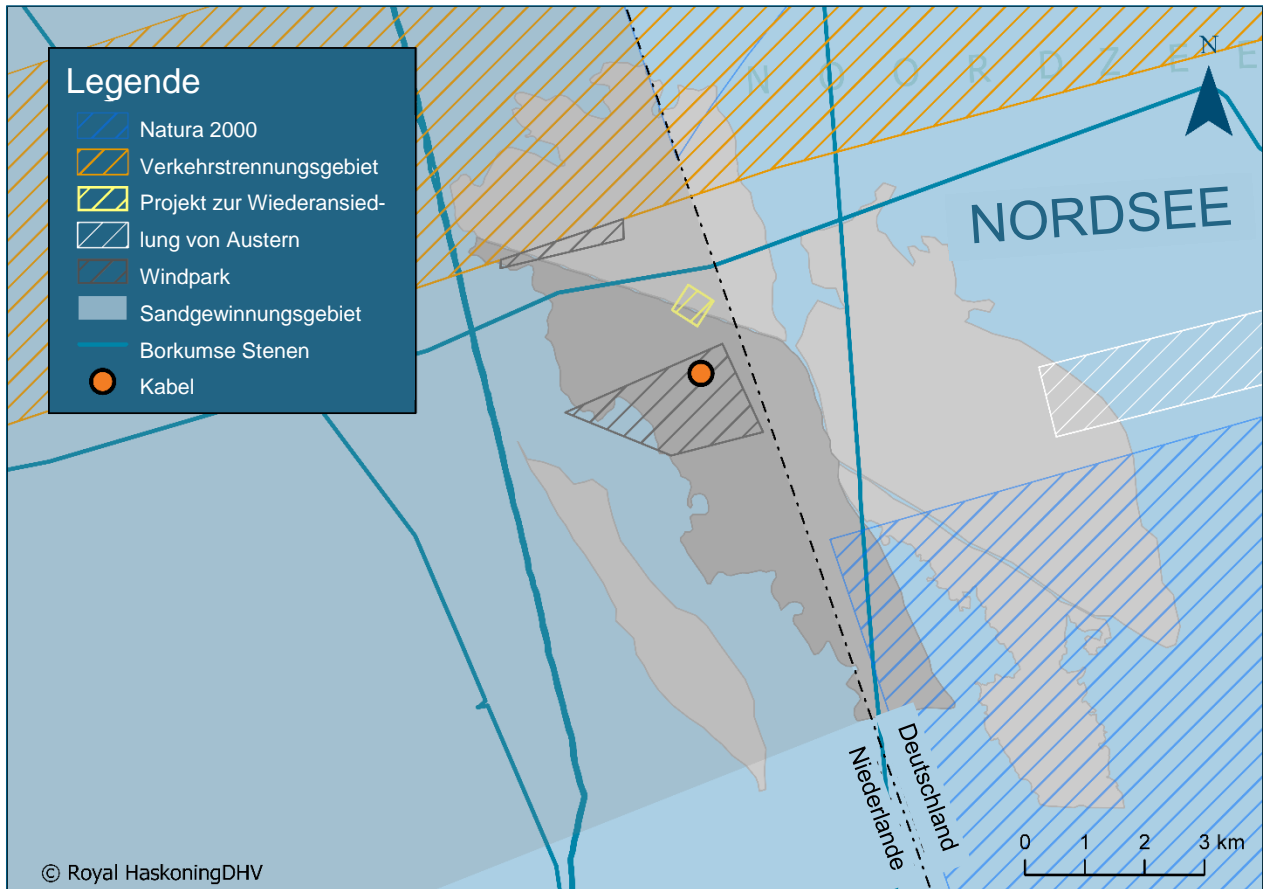 NOORDZEE
N
Legende
Natura 2000
Verkehrstrennungsgebiet
Projekt zur Wiederansied-
lung von Austern
Windpark
Sandgewinnungsgebiet
Borkumse Stenen
Kabel
NORDSEE
Deutschland
Niederlande
0 1 2 3 km
© Royal HaskoningDHV